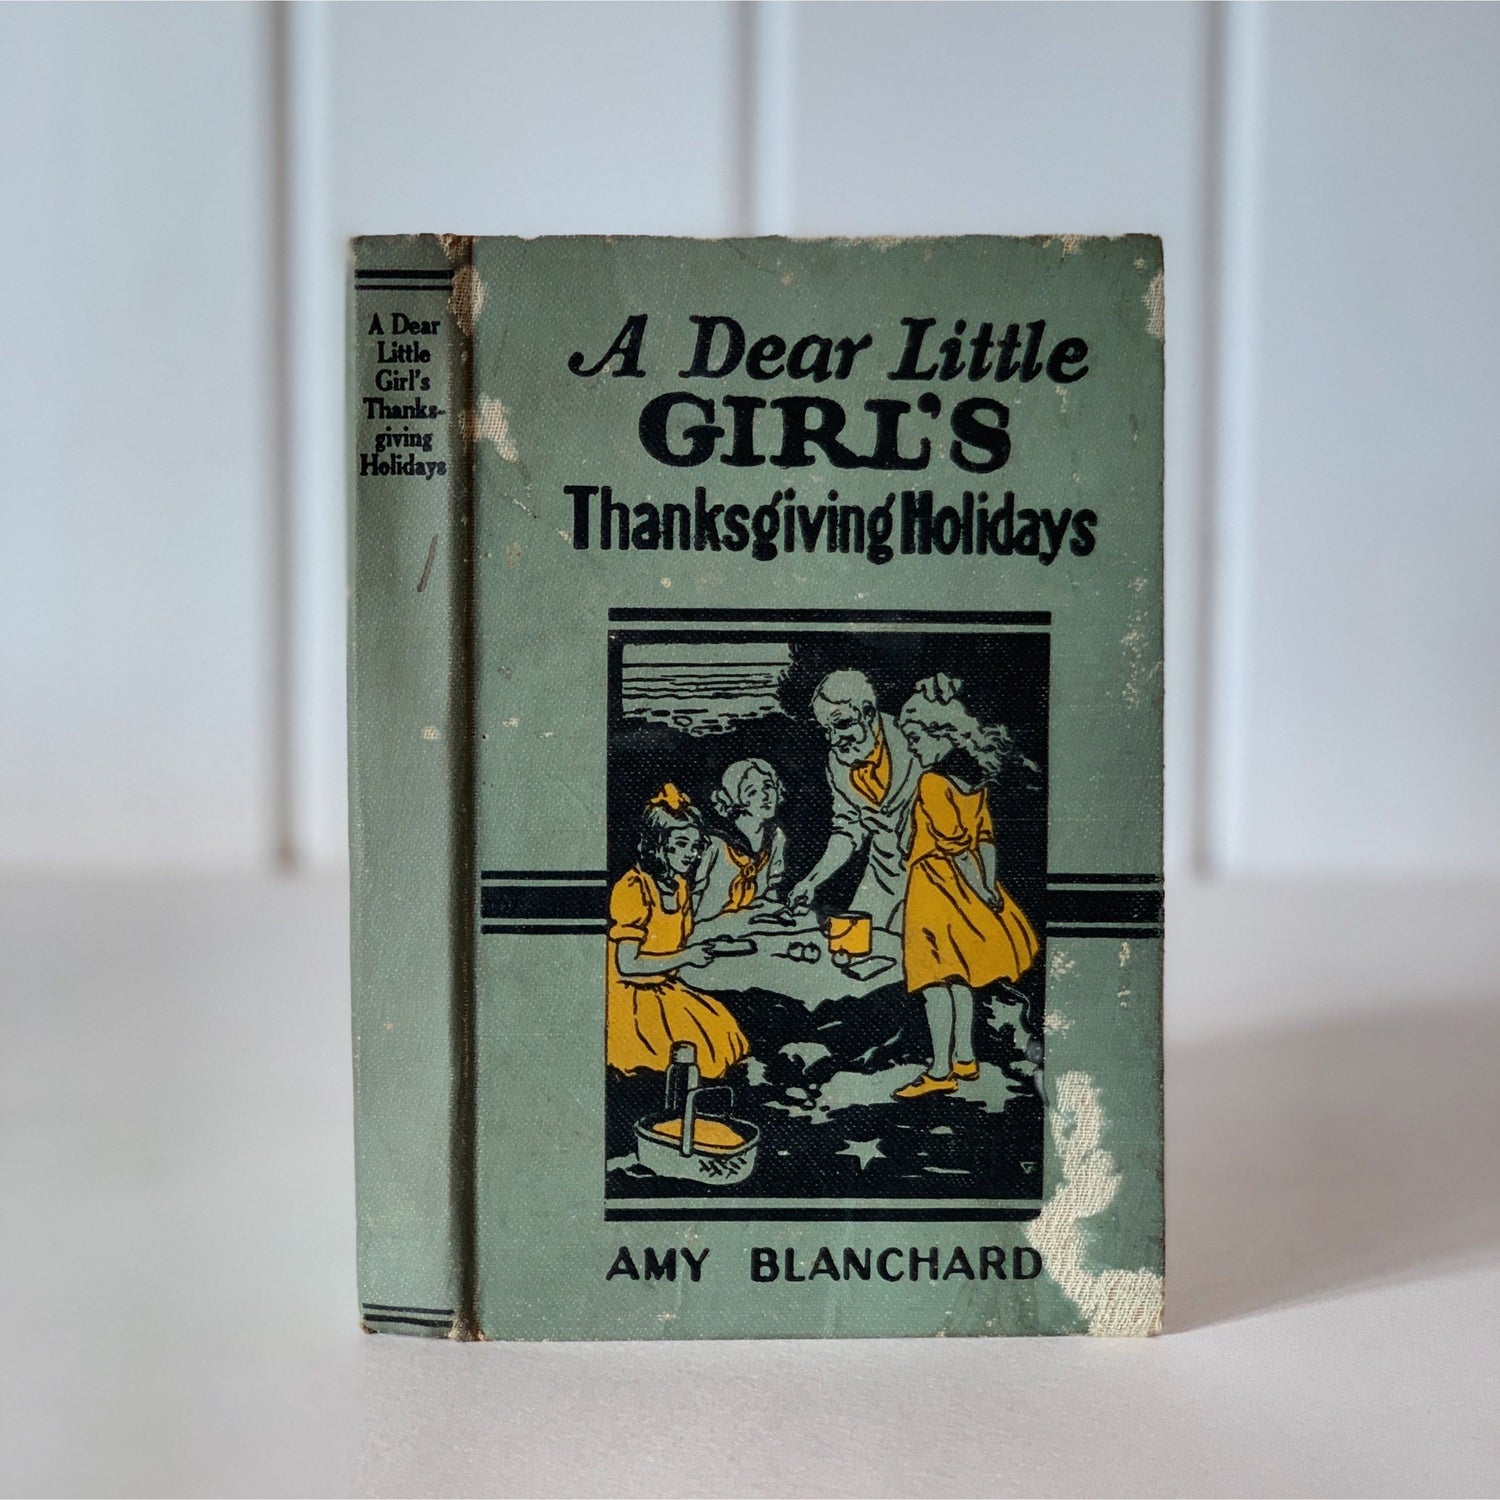 A Dear
Little
Girl's
Thanks-
giving
Holidays
A Dear Little
GIRL'S
Thanksgiving Holidays
AMY BLANCHARD